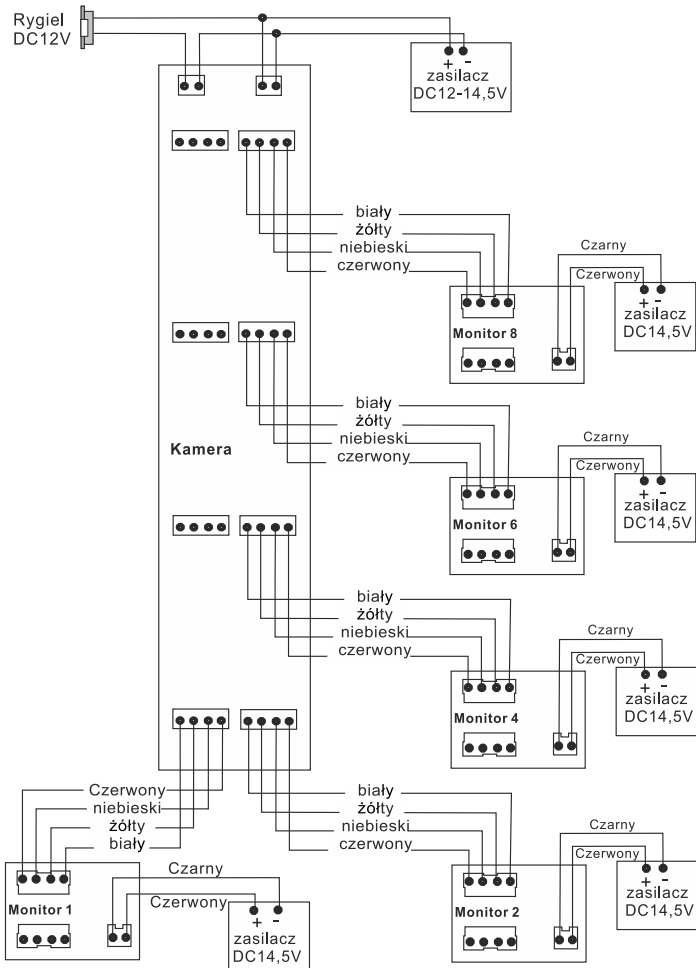 Rygiel
DC12V
+ -
zasilacz
DC12-14,5V
biały
żółty
niebieski
czerwony
Czarny
Czerwony
+ -
zasilacz
DC14,5V
Monitor 8
biały
żółty
niebieski
czerwony
Czarny
Czerwony
+ -
zasilacz
DC14,5V
Monitor 6
Kamera
biały
żółty
niebieski
czerwony
Czarny
Czerwony
+ -
zasilacz
DC14,5V
Monitor 4
Czerwony
niebieski
żółty
biały
Czarny
Czerwony
+ -
zasilacz
DC14,5V
Monitor 1
biały
żółty
niebieski
czerwony
Czarny
Czerwony
+ -
zasilacz
DC14,5V
Monitor 2